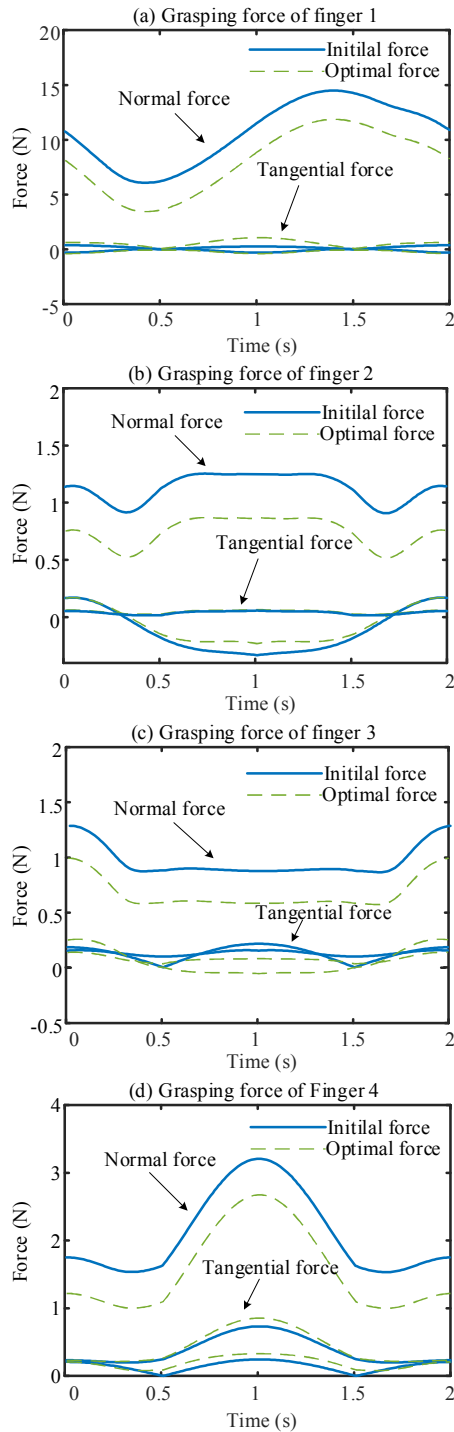 (a) Grasping force of finger 1
20
Initilal force
Optimal force
15
Normal force
10
Tangential force
5
0
-5
Force (N)
0 0.5 1 1.5 2
Time (s)
(b) Grasping force of finger 2
2
Initilal force
Optimal force
1.5
Normal force
1
Tangential force
0.5
0
Force (N)
0 0.5 1 1.5 2
Time (s)
(c) Grasping force of finger 3
2
Initilal force
Optimal force
1.5
Normal force
1
0.5
Tangential force
0
-0.5
Force (N)
0 0.5 1 1.5 2
Time (s)
(d) Grasping force of Finger 4
4
Initilal force
Optimal force
Normal force
3
2
Tangential force
1
0
Force (N)
0 0.5 1 1.5 2
Time (s)